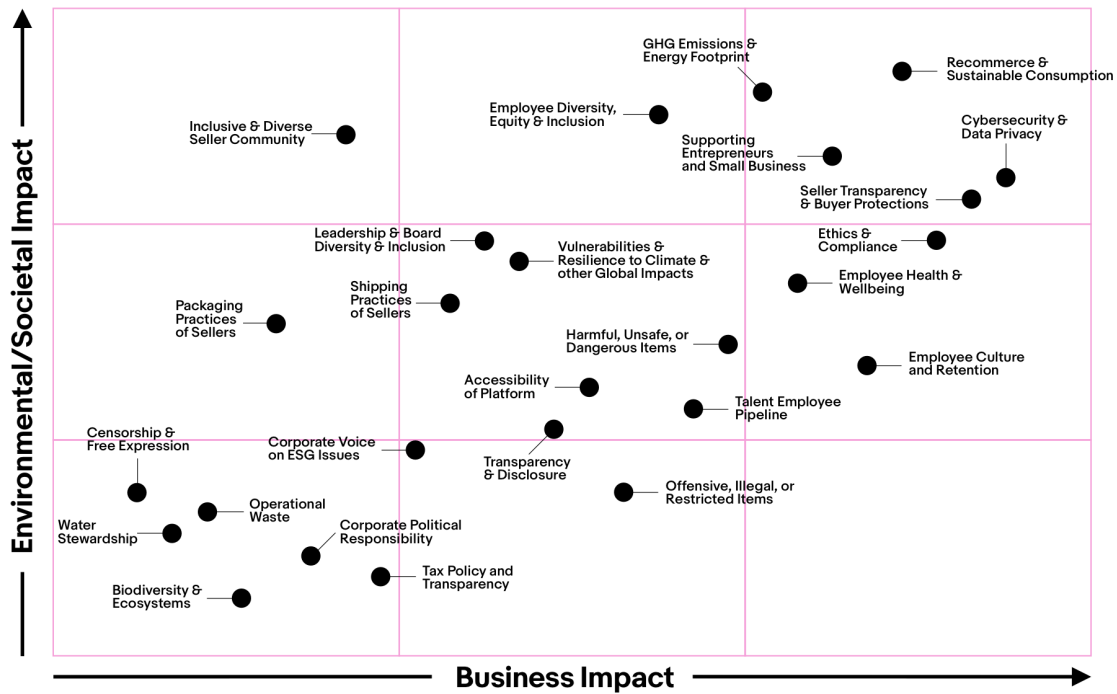 GHG Emissions &
Energy Footprint
Recommerce &
Sustainable Consumption
Employee Diversity,
Equity & Inclusion
Inclusive & Diverse
Seller Community
Cybersecurity &
Data Privacy
Supporting
Entrepreneurs
and Small Business
Seller Transparency
& Buyer Protections
Leadership & Board
Diversity & Inclusion
Ethics &
Compliance
Vulnerabilities &
Resilience to Climate &
other Global Impacts
Employee Health &
Wellbeing
Shipping
Practices
of Sellers
Packaging
Practices
of Sellers
Harmful, Unsafe, or
Dangerous Items
Employee Culture
and Retention
Accessibility
of Platform
Talent Employee
Pipeline
Censorship &
Free Expression
Corporate Voice
on ESG Issues
Transparency
& Disclosure
Offensive, Illegal, or
Restricted Items
Operational
Waste
Water
Stewardship
Corporate Political
Responsibility
Tax Policy and
Transparency
Biodiversity &
Ecosystems
Environmental/Societal Impact
Business Impact